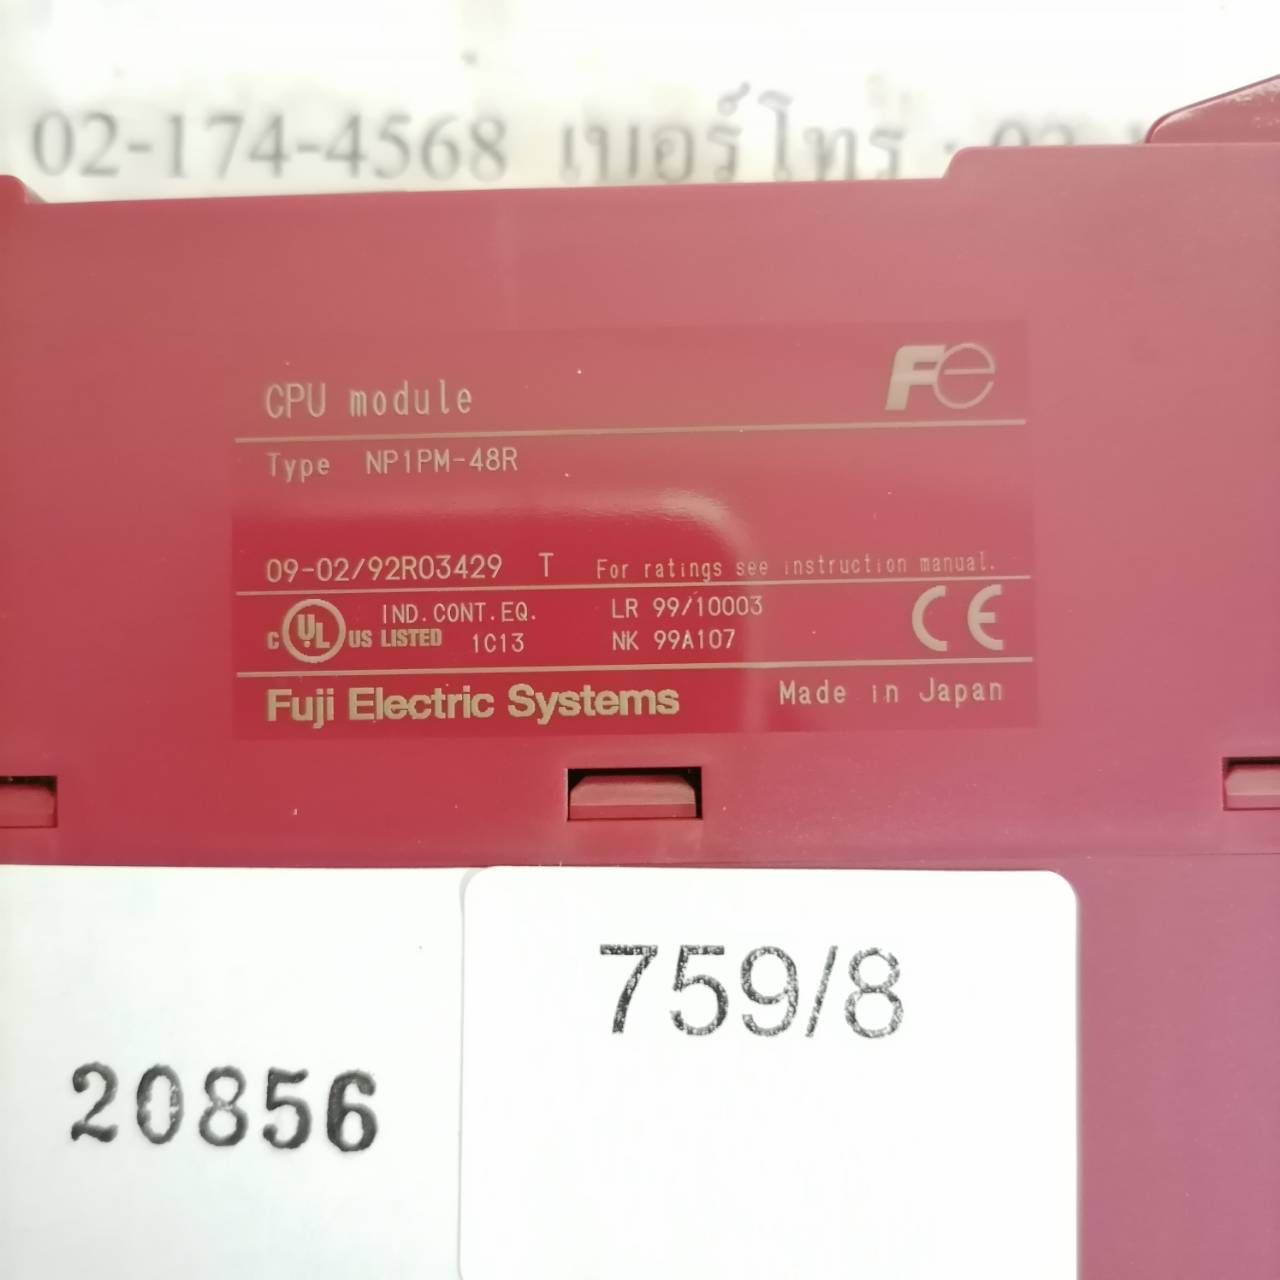 02-174-4568 เบอร์โทร :
CPU module Fe
Type NP1PM-48R
09-02/92R03429 T For ratings see instruction manual.
c UL US LISTED IND.CONT.EQ. 1C13
LR 99/10003
NK 99A107
CE
Fuji Electric Systems Made in Japan
759/8
20856